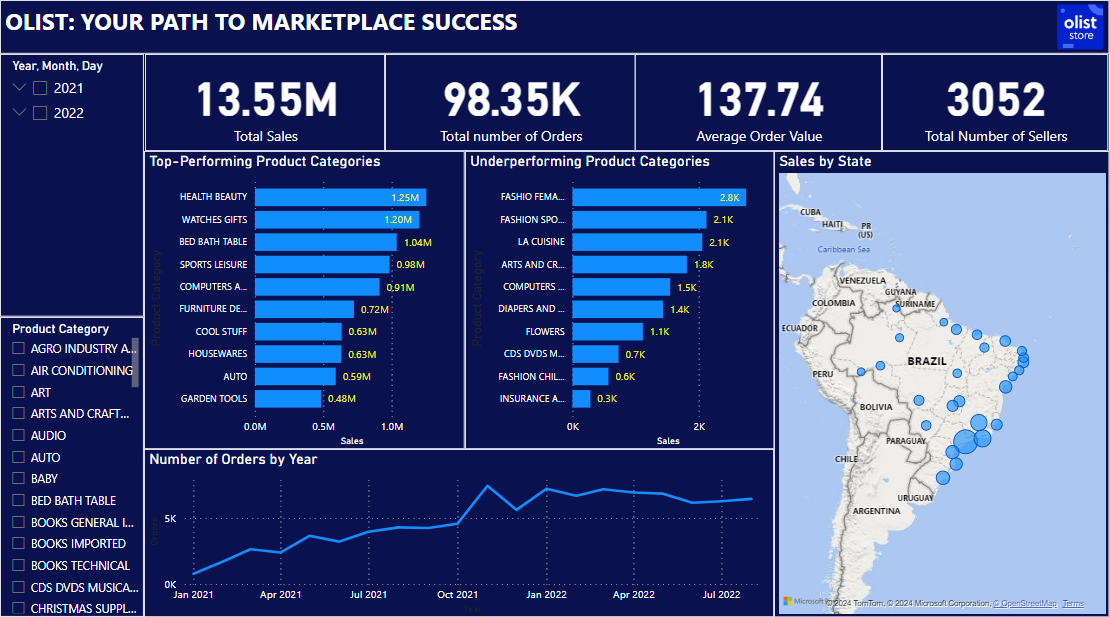 OLIST: YOUR PATH TO MARKETPLACE SUCCESS
olist
store
Year, Month, Day
2021
2022
13.55M
Total Sales
98.35K
Total number of Orders
137.74
Average Order Value
3052
Total Number of Sellers
Product Category
AGRO INDUSTRY A...
AIR CONDITIONING
ART
ARTS AND CRAFT...
AUDIO
AUTO
BABY
BED BATH TABLE
BOOKS GENERAL I...
BOOKS IMPORTED
BOOKS TECHNICAL
CDS DVDS MUSICA...
CHRISTMAS SUPPL...
Top-Performing Product Categories
Product Category
HEALTH BEAUTY 1.25M
WATCHES GIFTS 1.20M
BED BATH TABLE 1.04M
SPORTS LEISURE 0.98M
COMPUTERS A... 0.91M
FURNITURE DE... 0.72M
COOL STUFF 0.63M
HOUSEWARES 0.63M
AUTO 0.59M
GARDEN TOOLS 0.48M
0.0M 0.5M 1.0M
Sales
Underperforming Product Categories
Product Category
FASHIO FEMA... 2.8K
FASHION SPO... 2.1K
LA CUISINE 2.1K
ARTS AND CR... 1.8K
COMPUTERS ... 1.5K
DIAPERS AND ... 1.4K
FLOWERS 1.1K
CDS DVDS M... 0.7K
FASHION CHIL... 0.6K
INSURANCE A... 0.3K
0K 2K
Sales
Number of Orders by Year
5K
0K
Jan 2021 Apr 2021 Jul 2021 Oct 2021 Jan 2022 Apr 2022 Jul 2022
Year
Sales by State
CUBA
HAITI
PR
(US)
Caribbean Sea
VENEZUELA
GUYANA
SURINAME
COLOMBIA
ECUADOR
BRAZIL
PERU
BOLIVIA
PARAGUAY
CHILE
URUGUAY
ARGENTINA
© 2024 TomTom, © 2024 Microsoft Corporation, © OpenStreetMap Terms